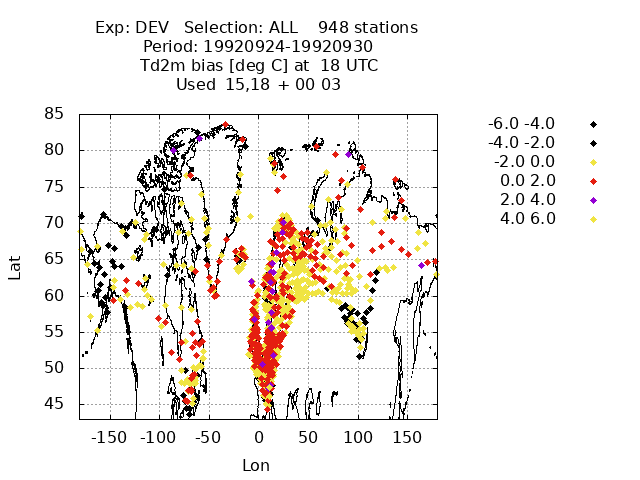 Exp: DEV   Selection: ALL    948 stations
Period: 19920924-19920930
Td2m bias [deg C] at  18 UTC
Used  15,18 + 00 03
-6.0 -4.0
-4.0 -2.0
-2.0 0.0
0.0 2.0
2.0 4.0
4.0 6.0
Lat
85
80
75
70
65
60
55
50
45
-150 -100 -50 0 50 100 150
Lon